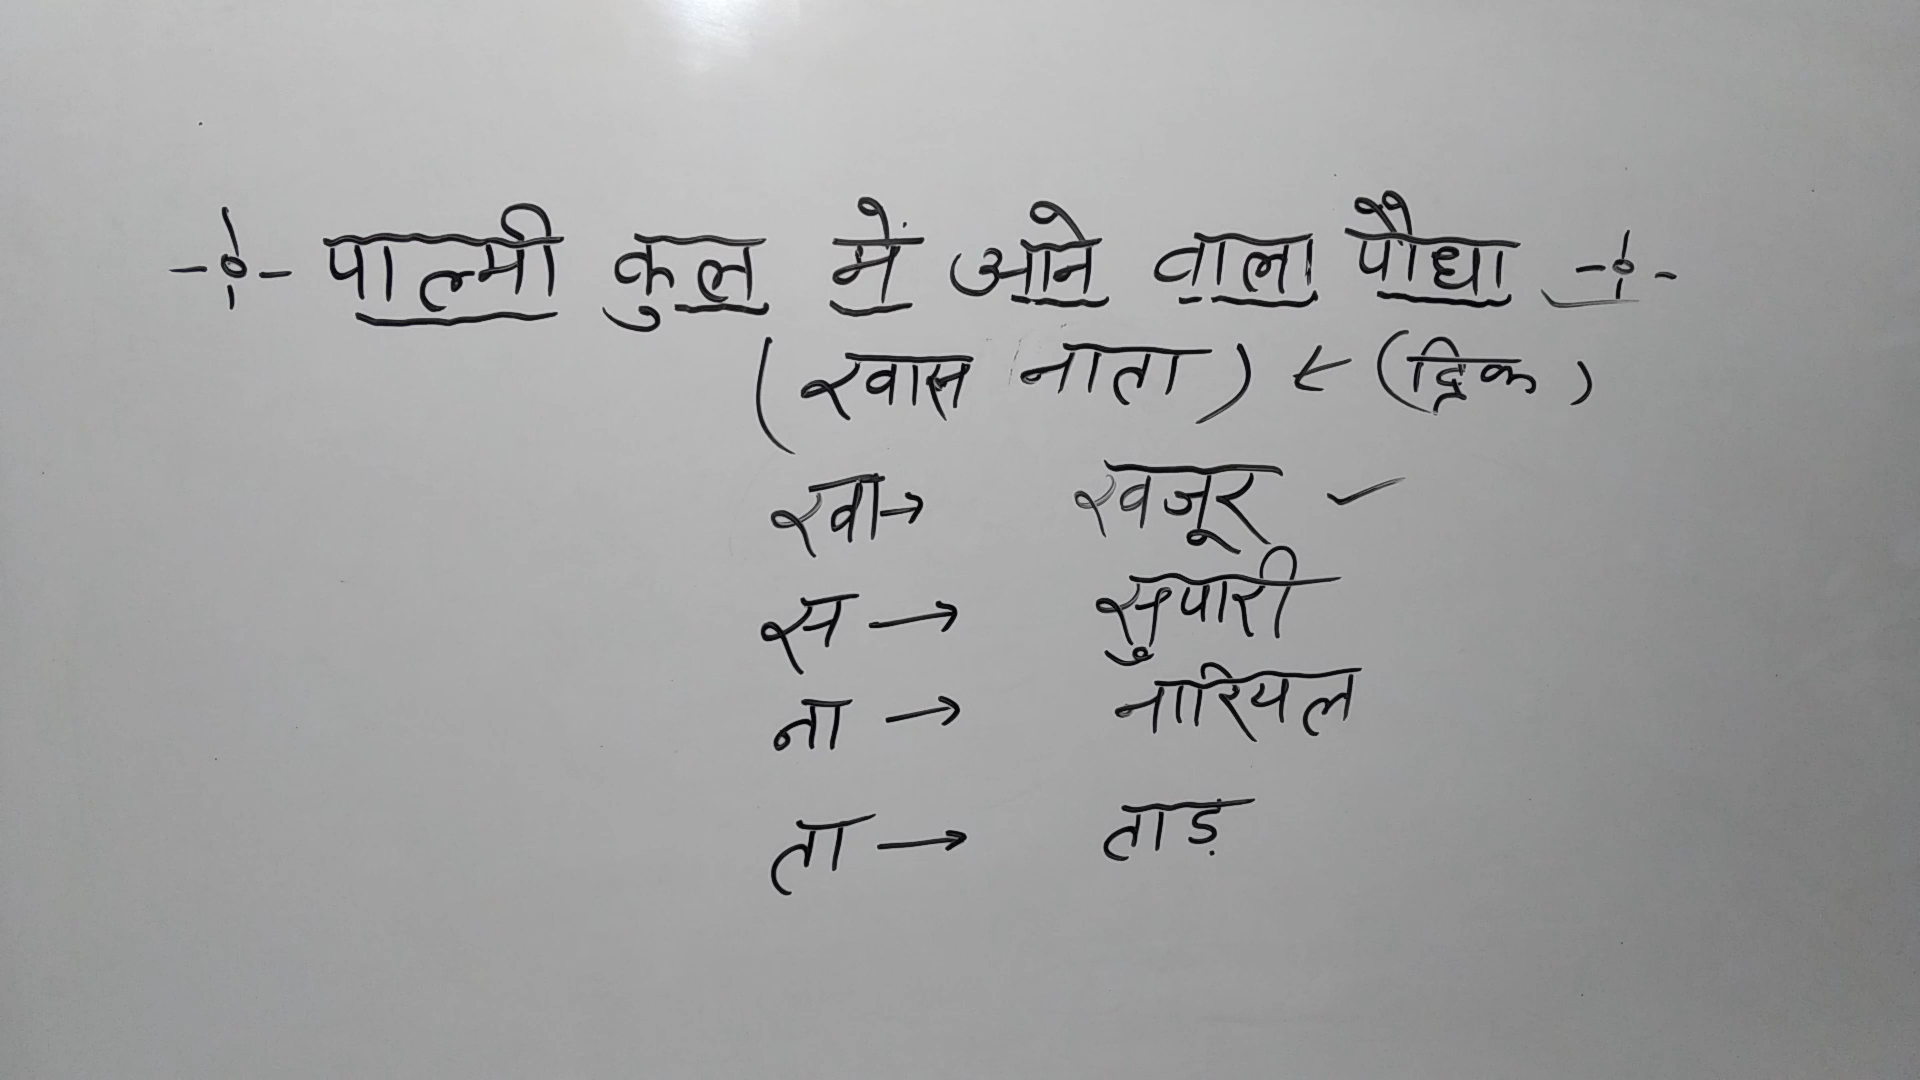 पाल्मी कुल में आने वाला पौधा
(खास नाता) ← (ट्रिक)
खा→ खजूर ✓
स → सुपारी
ना → नारियल
ता → ताड़